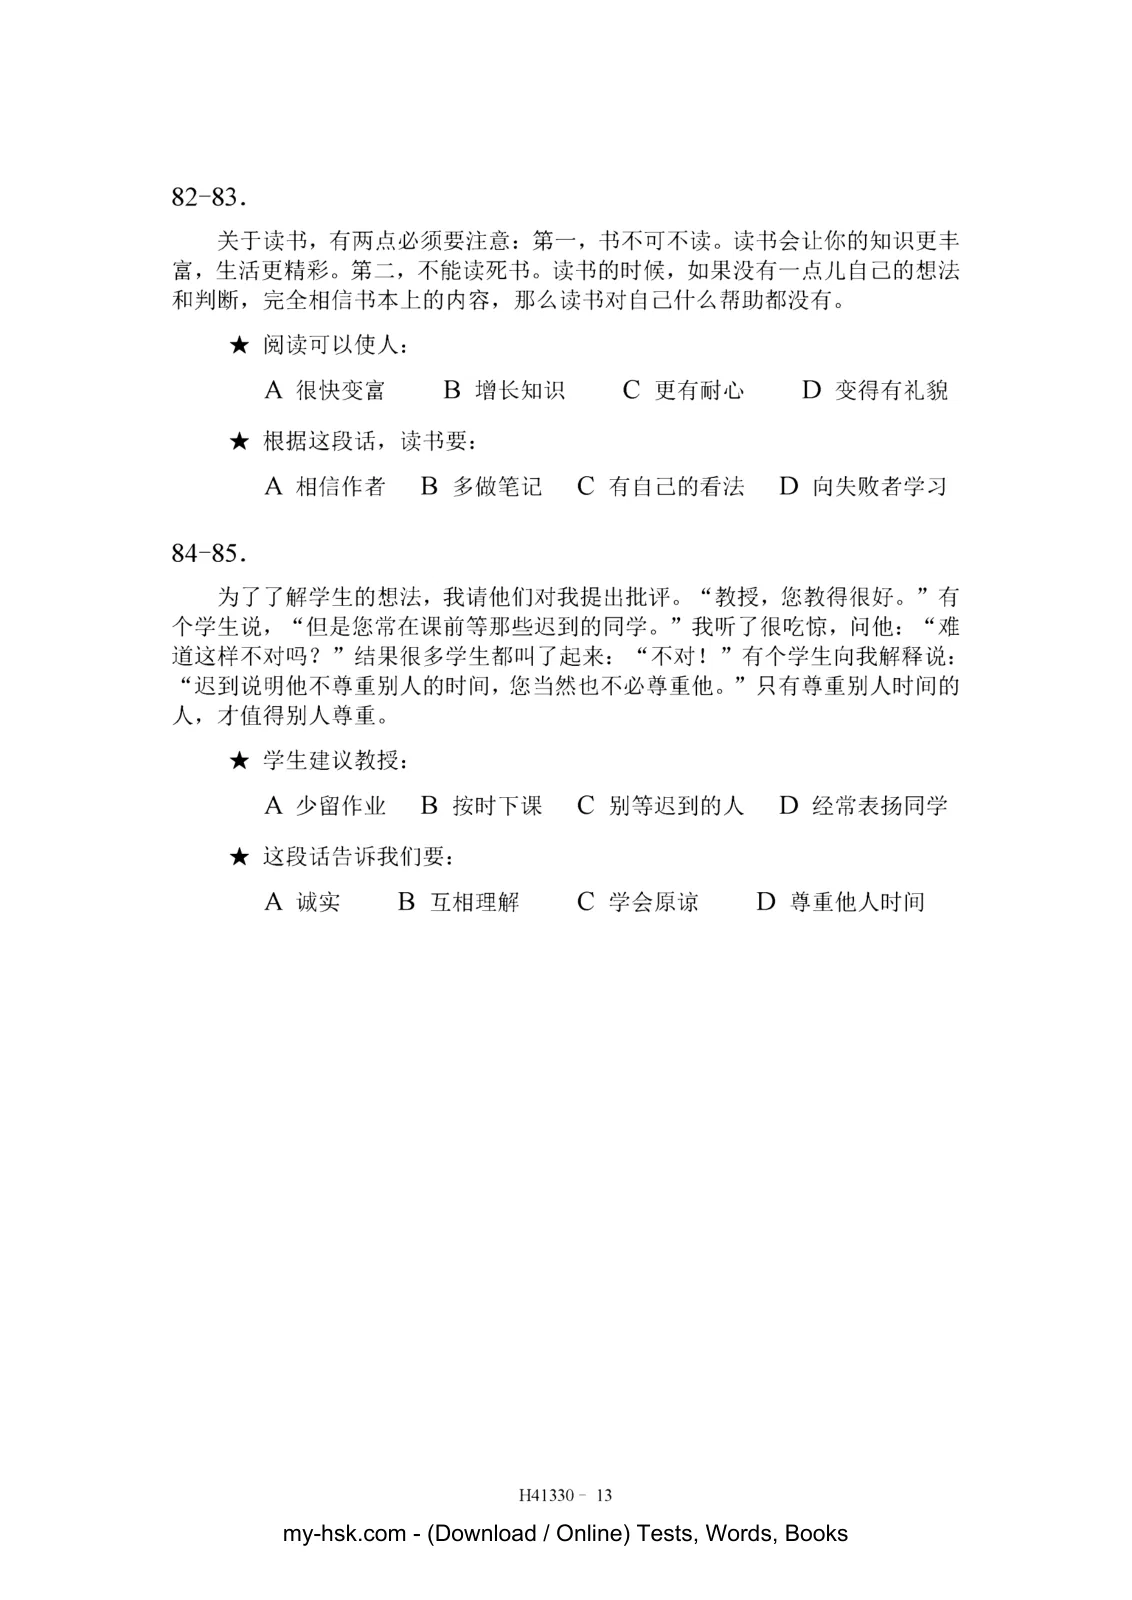 82-83.
关于读书，有两点必须要注意：第一，书不可不读。读书会让你的知识更丰
富，生活更精彩。第二，不能读死书。读书的时候，如果没有一点儿自己的想法
和判断，完全相信书本上的内容，那么读书对自己什么帮助都没有。
★ 阅读可以使人：
A 很快变富 B 增长知识 C 更有耐心 D 变得有礼貌
★ 根据这段话，读书要：
A 相信作者 B 多做笔记 C 有自己的看法 D 向失败者学习
84-85.
为了了解学生的想法，我请他们对我提出批评。“教授，您教得很好。”有
个学生说，“但是您常在课前等那些迟到的同学。”我听了很吃惊，问他：“难
道这样不对吗？”结果很多学生都叫了起来：“不对！”有个学生向我解释说：
“迟到说明他不尊重别人的时间，您当然也不必尊重他。”只有尊重别人时间的
人，才值得别人尊重。
★ 学生建议教授：
A 少留作业 B 按时下课 C 别等迟到的人 D 经常表扬同学
★ 这段话告诉我们要：
A 诚实 B 互相理解 C 学会原谅 D 尊重他人时间
H41330 - 13
my-hsk.com - (Download / Online) Tests, Words, Books